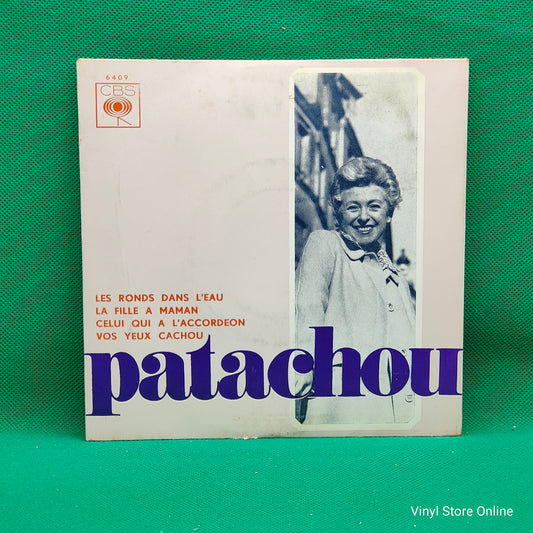 6409
CBS
LES RONDS DANS L'EAU
LA FILLE A MAMAN
CELUI QUI A L'ACCORDEON
VOS YEUX CACHOU
patachou
Vinyl Store Online